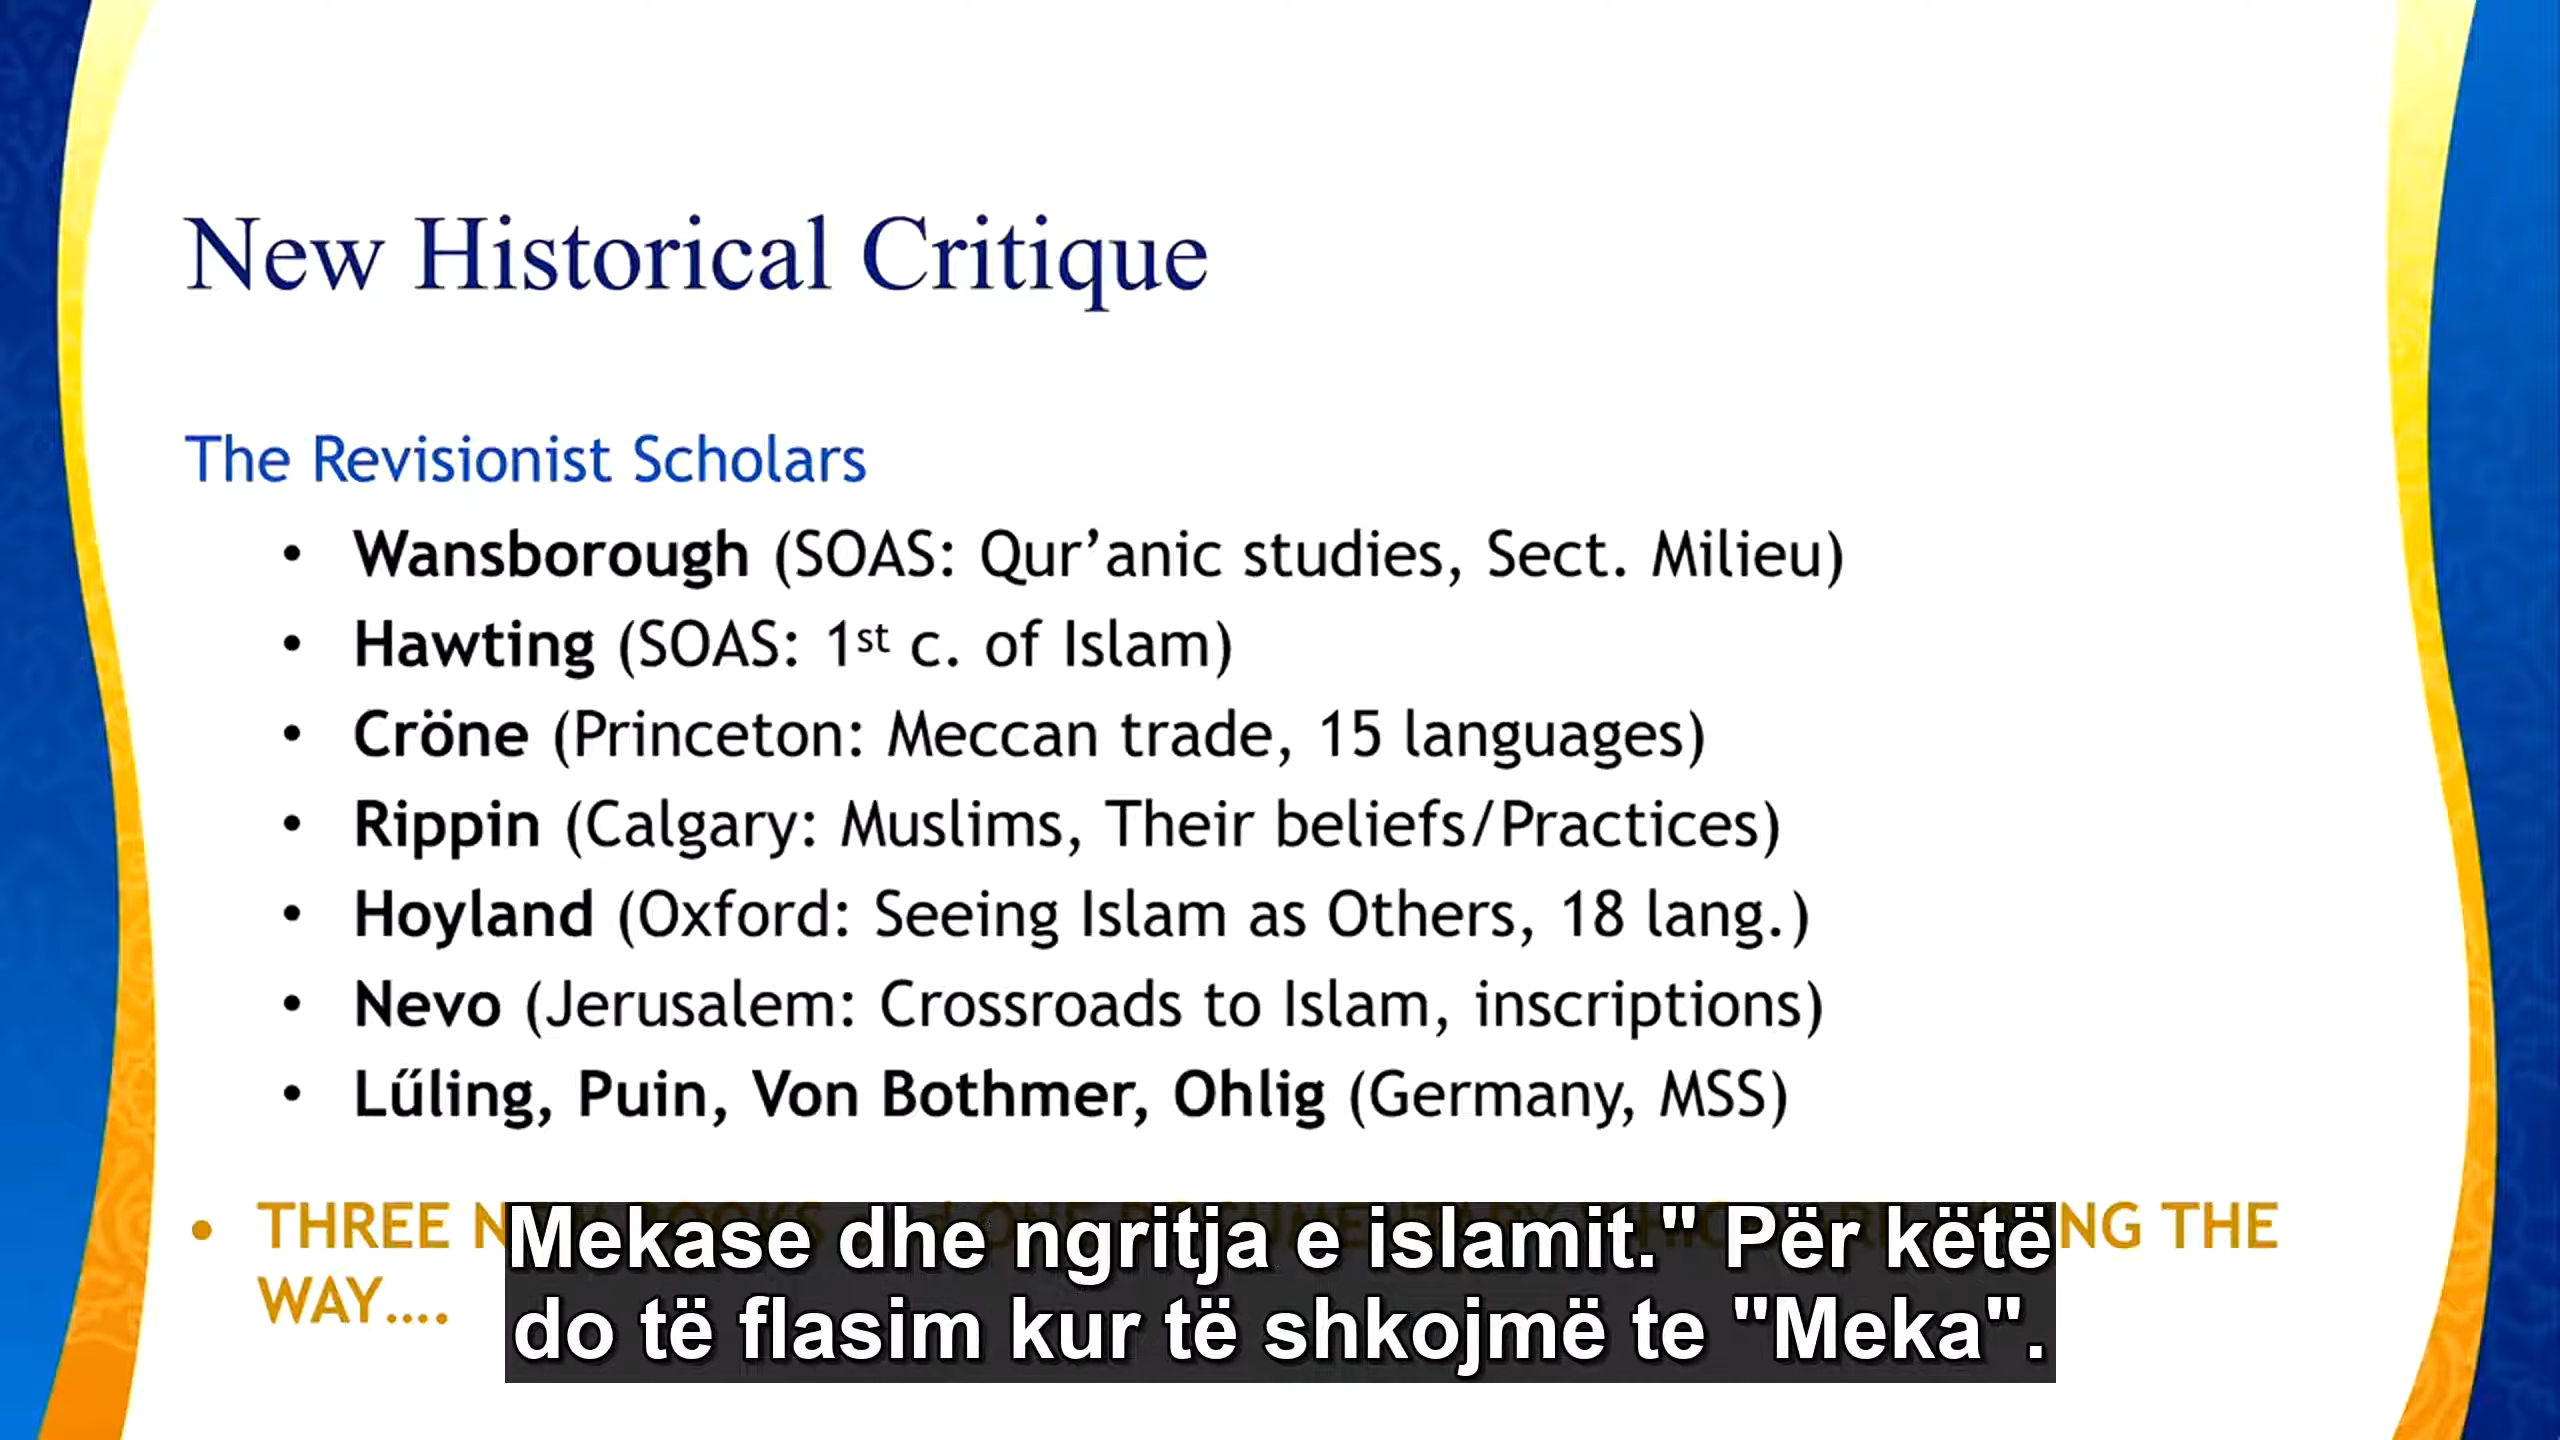 New Historical Critique
The Revisionist Scholars
• Wansborough (SOAS: Qur’anic studies, Sect. Milieu)
• Hawting (SOAS: 1st c. of Islam)
• Cröne (Princeton: Meccan trade, 15 languages)
• Rippin (Calgary: Muslims, Their beliefs/Practices)
• Hoyland (Oxford: Seeing Islam as Others, 18 lang.)
• Nevo (Jerusalem: Crossroads to Islam, inscriptions)
• Lűling, Puin, Von Bothmer, Ohlig (Germany, MSS)
• THREE THE
WAY….
Mekase dhe ngritja e islamit." Për këtë
do të flasim kur të shkojmë te "Meka".